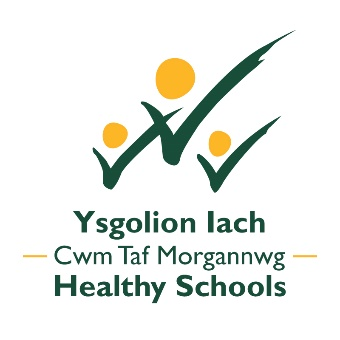 Ysgolion Iach
Cwm Taf Morgannwg
Healthy Schools